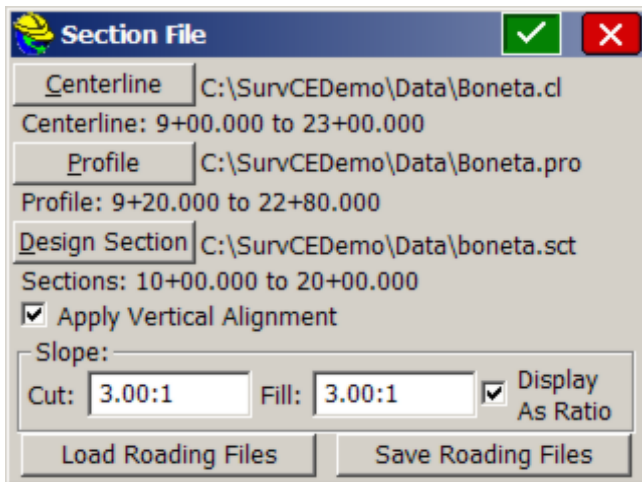 Section File
Centerline C:\SurvCEDemo\Data\Boneta.cl
Centerline: 9+00.000 to 23+00.000
Profile C:\SurvCEDemo\Data\Boneta.pro
Profile: 9+20.000 to 22+80.000
Design Section C:\SurvCEDemo\Data\boneta.sct
Sections: 10+00.000 to 20+00.000
Apply Vertical Alignment
Slope:
Cut: 3.00:1 Fill: 3.00:1 Display
As Ratio
Load Roading Files Save Roading Files